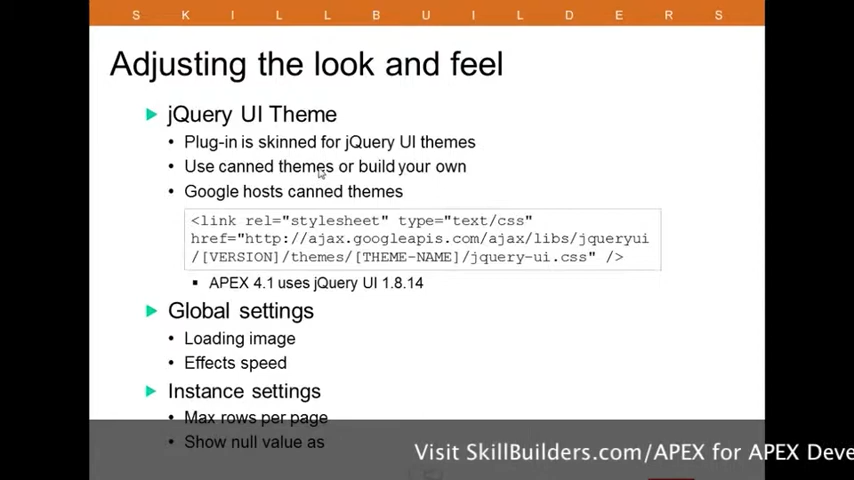 SKILLBUILDERS
Adjusting the look and feel
jQuery UI Theme
• Plug-in is skinned for jQuery UI themes
• Use canned themes or build your own
• Google hosts canned themes
<link rel="stylesheet" type="text/css"
href="http://ajax.googleapis.com/ajax/libs/jqueryui
/[VERSION]/themes/[THEME-NAME]/jquery-ui.css" />
▪ APEX 4.1 uses jQuery UI 1.8.14
Global settings
• Loading image
• Effects speed
Instance settings
• Max rows per page
• Show null value as
Visit SkillBuilders.com/APEX for APEX Deve